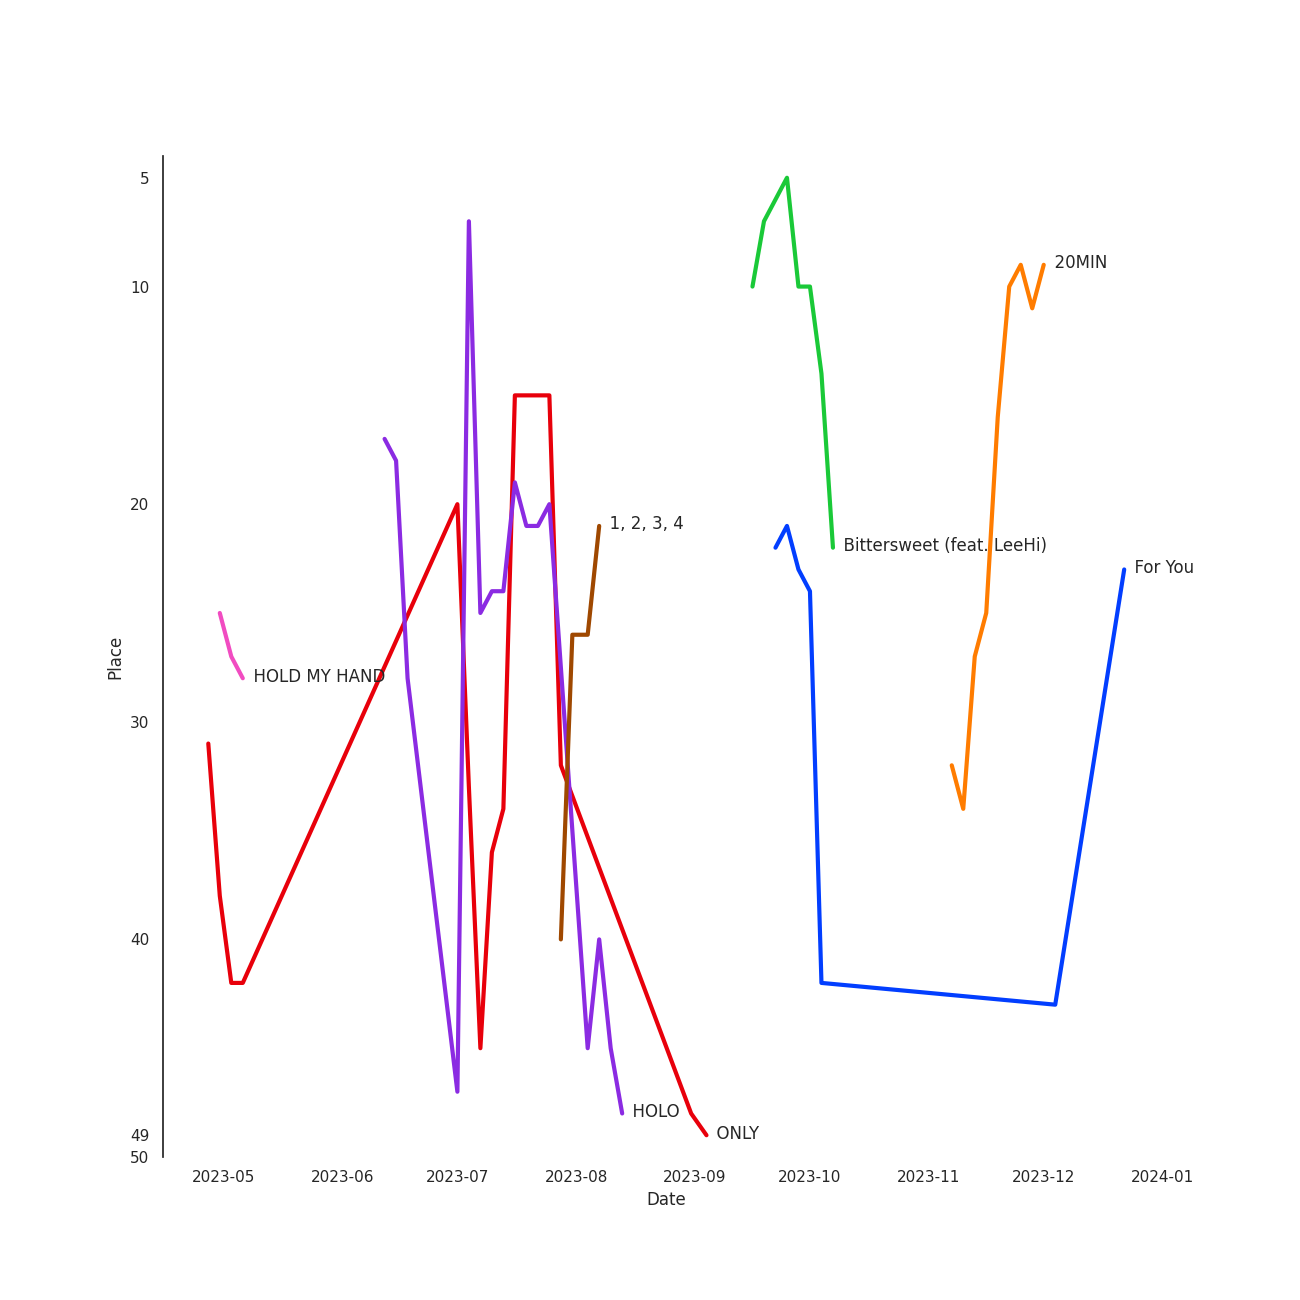 5
10
20
30
40
49
50
Place
20MIN
1, 2, 3, 4
Bittersweet (feat. LeeHi)
For You
HOLD MY HAND
HOLO
ONLY
2023-05
2023-06
2023-07
2023-08
2023-09
2023-10
2023-11
2023-12
2024-01
Date